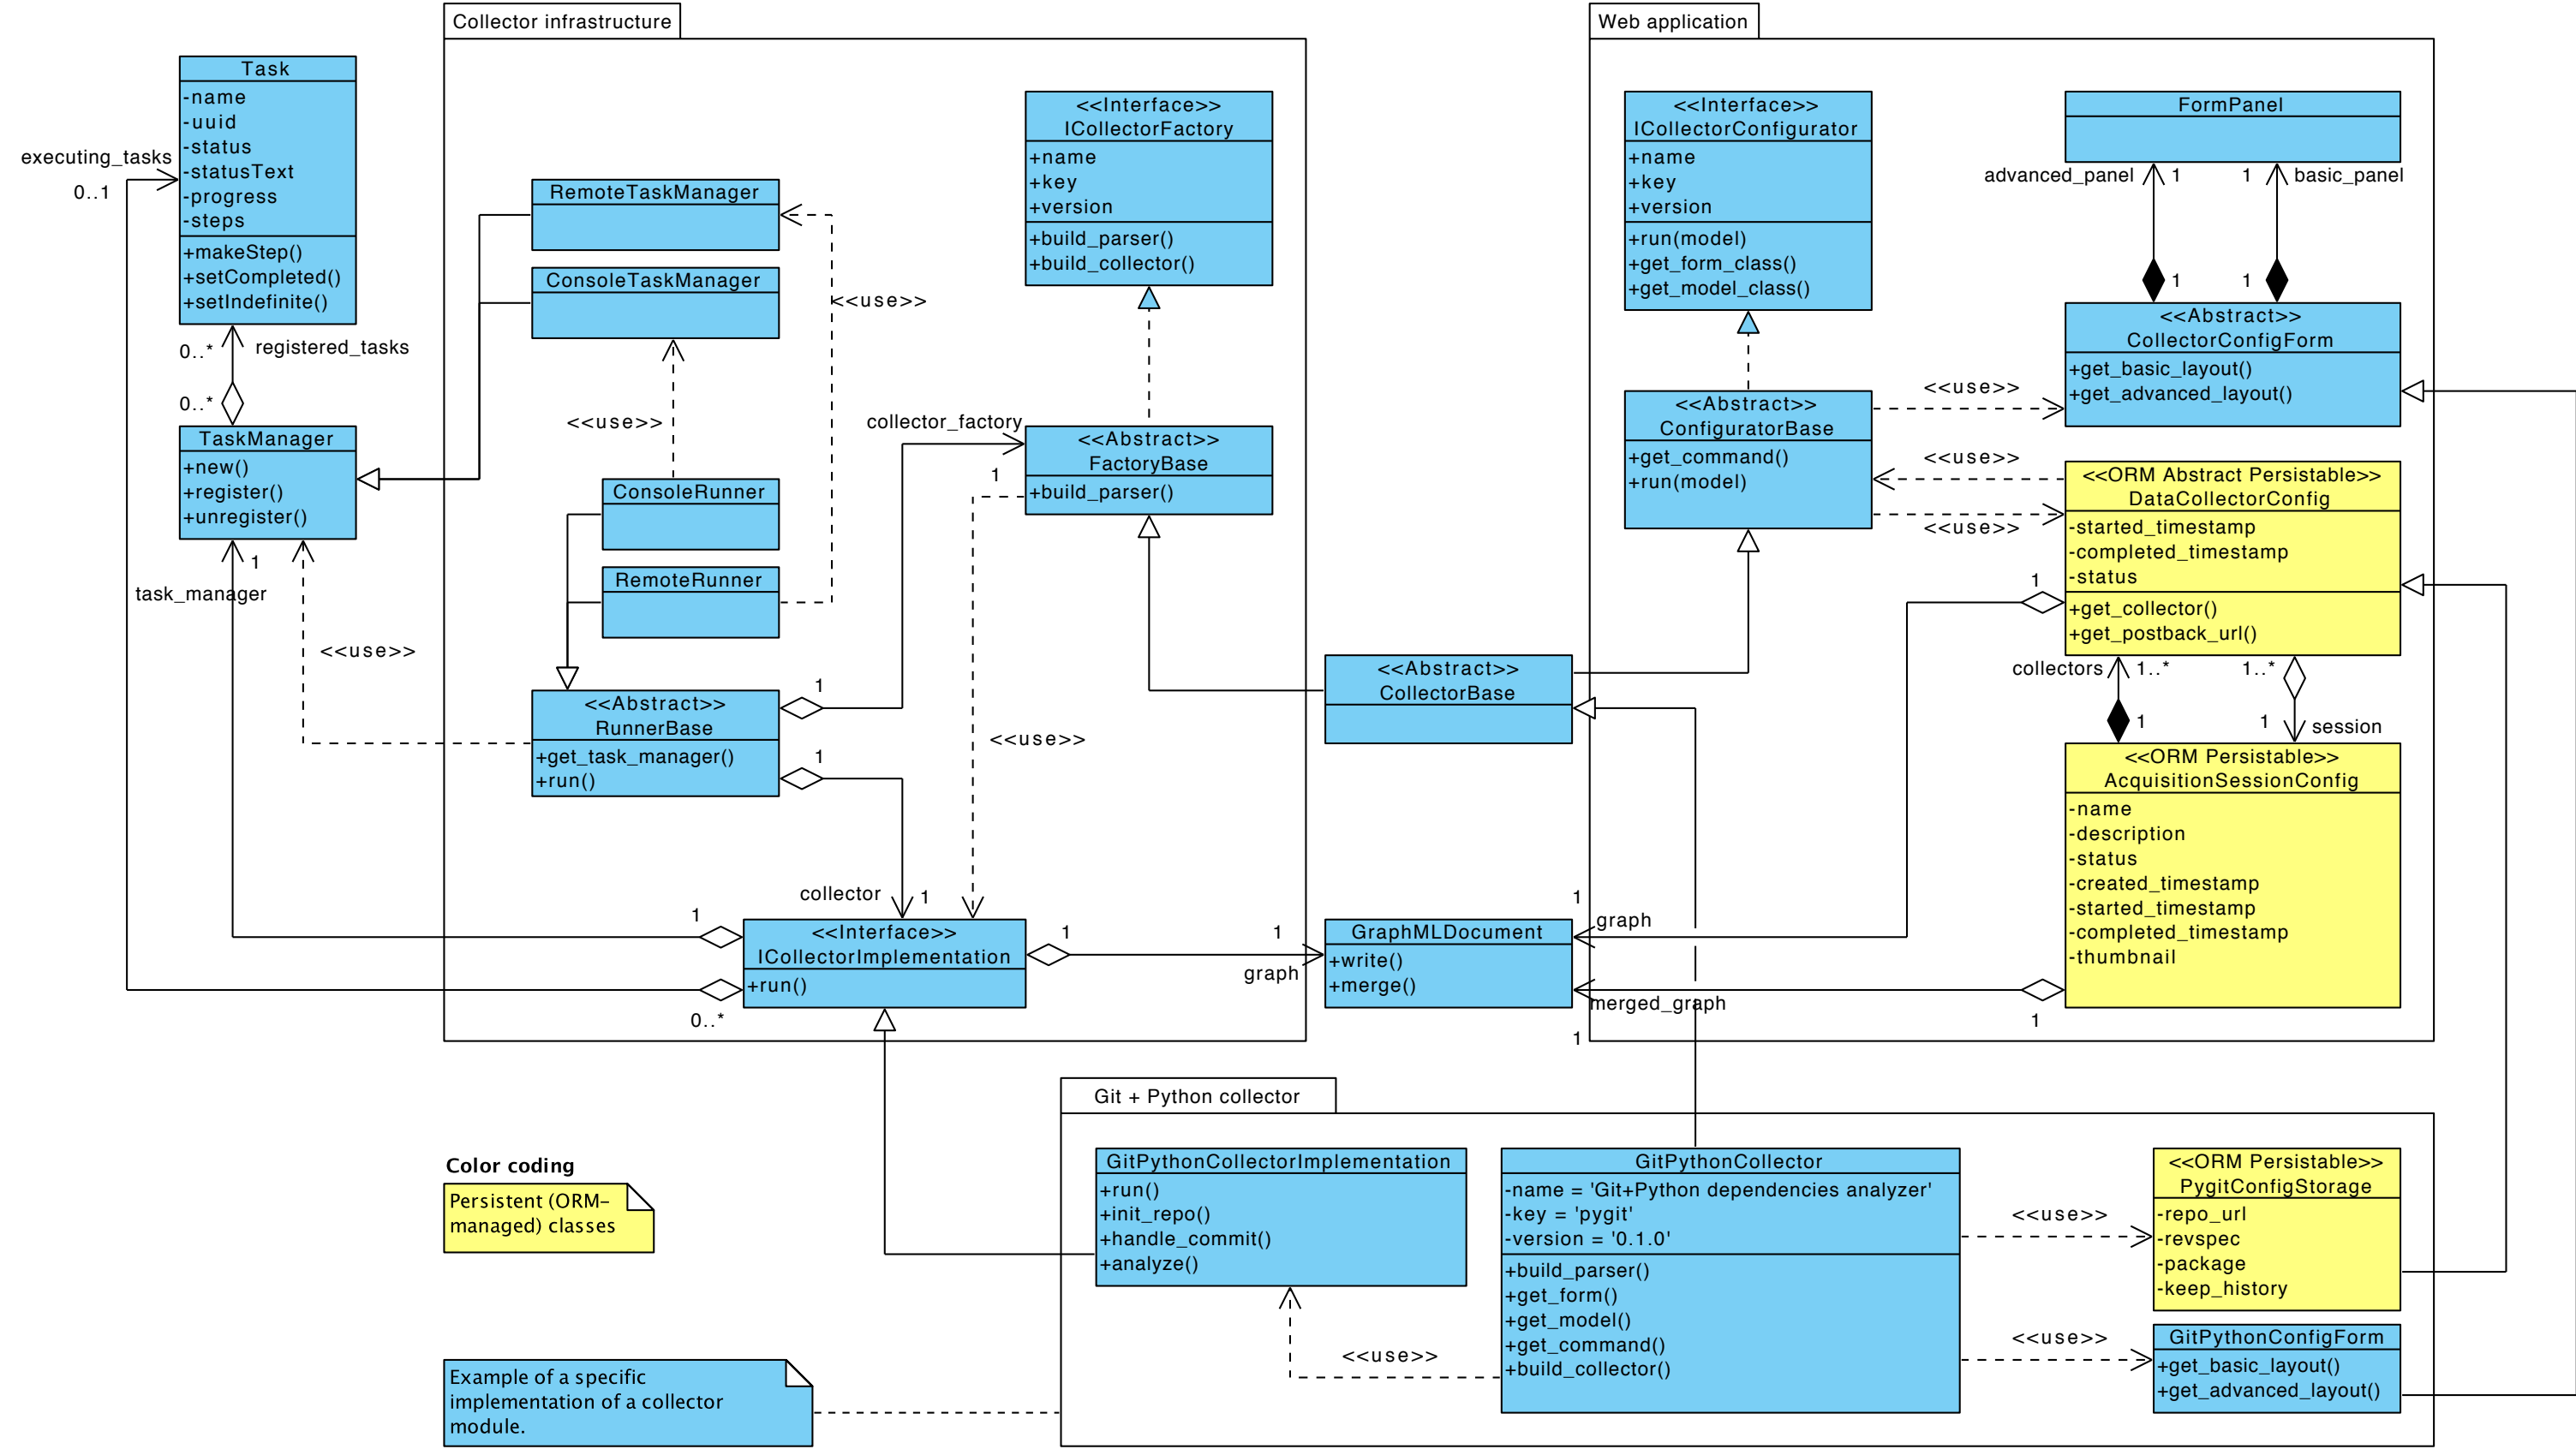 Collector infrastructure
Web application
Task
-name
-uuid
-status
-statusText
-progress
-steps
+makeStep()
+setCompleted()
+setIndefinite()
executing_tasks
0..1
0..*
registered_tasks
0..*
TaskManager
+new()
+register()
+unregister()
1
task_manager
<<use>>
RemoteTaskManager
ConsoleTaskManager
<<use>>
<<use>>
ConsoleRunner
RemoteRunner
<<Abstract>>
RunnerBase
+get_task_manager()
+run()
1
1
<<Interface>>
ICollectorFactory
+name
+key
+version
+build_parser()
+build_collector()
collector_factory
1
<<Abstract>>
FactoryBase
+build_parser()
<<use>>
collector
1
1
0..*
<<Interface>>
ICollectorImplementation
+run()
1
1
graph
<<Abstract>>
CollectorBase
GraphMLDocument
+write()
+merge()
1
graph
merged_graph
1
<<Interface>>
ICollectorConfigurator
+name
+key
+version
+run(model)
+get_form_class()
+get_model_class()
<<Abstract>>
ConfiguratorBase
+get_command()
+run(model)
<<use>>
<<use>>
<<use>>
FormPanel
advanced_panel
1
1
basic_panel
1
1
<<Abstract>>
CollectorConfigForm
+get_basic_layout()
+get_advanced_layout()
<<ORM Abstract Persistable>>
DataCollectorConfig
-started_timestamp
-completed_timestamp
-status
+get_collector()
+get_postback_url()
1
collectors
1..*
1..*
1
1
session
<<ORM Persistable>>
AcquisitionSessionConfig
-name
-description
-status
-created_timestamp
-started_timestamp
-completed_timestamp
-thumbnail
1
Git + Python collector
GitPythonCollectorImplementation
+run()
+init_repo()
+handle_commit()
+analyze()
<<use>>
GitPythonCollector
-name = 'Git+Python dependencies analyzer'
-key = 'pygit'
-version = '0.1.0'
+build_parser()
+get_form()
+get_model()
+get_command()
+build_collector()
<<use>>
<<use>>
<<ORM Persistable>>
PygitConfigStorage
-repo_url
-revspec
-package
-keep_history
GitPythonConfigForm
+get_basic_layout()
+get_advanced_layout()
Color coding
Persistent (ORM-
managed) classes
Example of a specific
implementation of a collector
module.